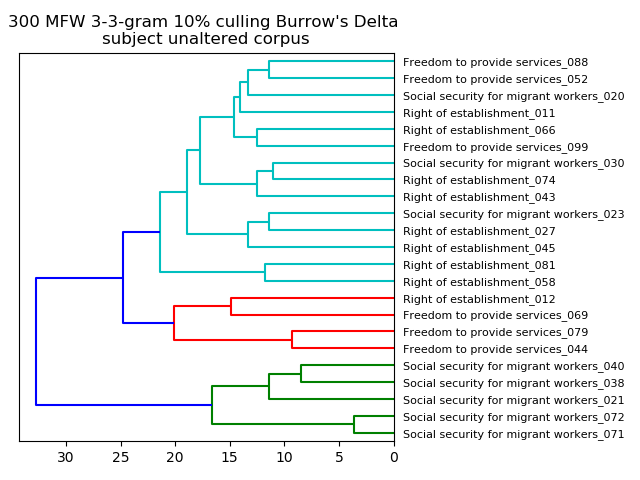 300 MFW 3-3-gram 10% culling Burrow's Delta
subject unaltered corpus
Freedom to provide services_088
Freedom to provide services_052
Social security for migrant workers_020
Right of establishment_011
Right of establishment_066
Freedom to provide services_099
Social security for migrant workers_030
Right of establishment_074
Right of establishment_043
Social security for migrant workers_023
Right of establishment_027
Right of establishment_045
Right of establishment_081
Right of establishment_058
Right of establishment_012
Freedom to provide services_069
Freedom to provide services_079
Freedom to provide services_044
Social security for migrant workers_040
Social security for migrant workers_038
Social security for migrant workers_021
Social security for migrant workers_072
Social security for migrant workers_071
30 25 20 15 10 5 0